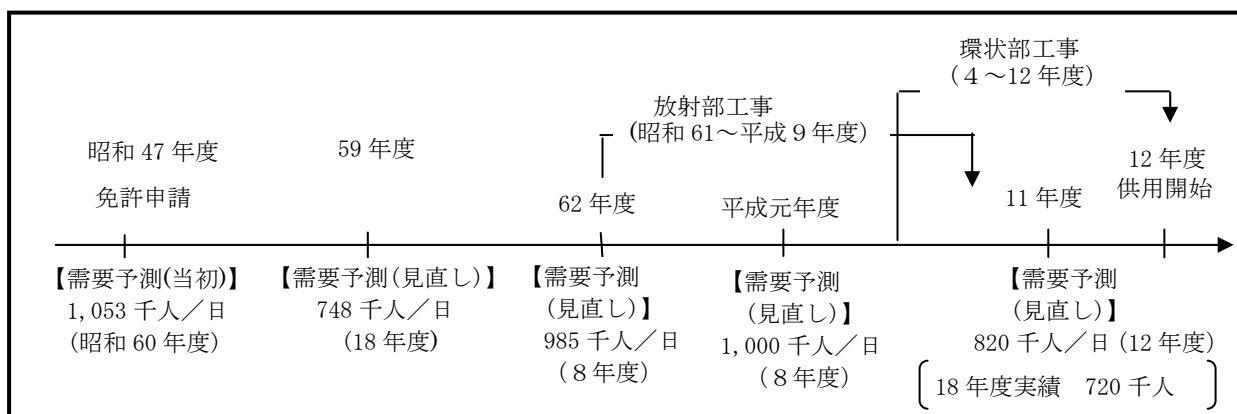 環状部工事
（４～12 年度）
放射部工事
(昭和 61～平成 9 年度)
昭和 47 年度
免許申請
59 年度
62 年度
平成元年度
11 年度
12 年度
供用開始
【需要予測(当初)】
1,053 千人／日
(昭和 60 年度)
【需要予測(見直し)】
748 千人／日
(18 年度)
【需要予測
(見直し)】
985 千人／日
（８年度）
【需要予測
(見直し)】
1,000 千人／日
（８年度）
【需要予測
(見直し)】
820 千人／日 (12 年度)
18 年度実績　720 千人